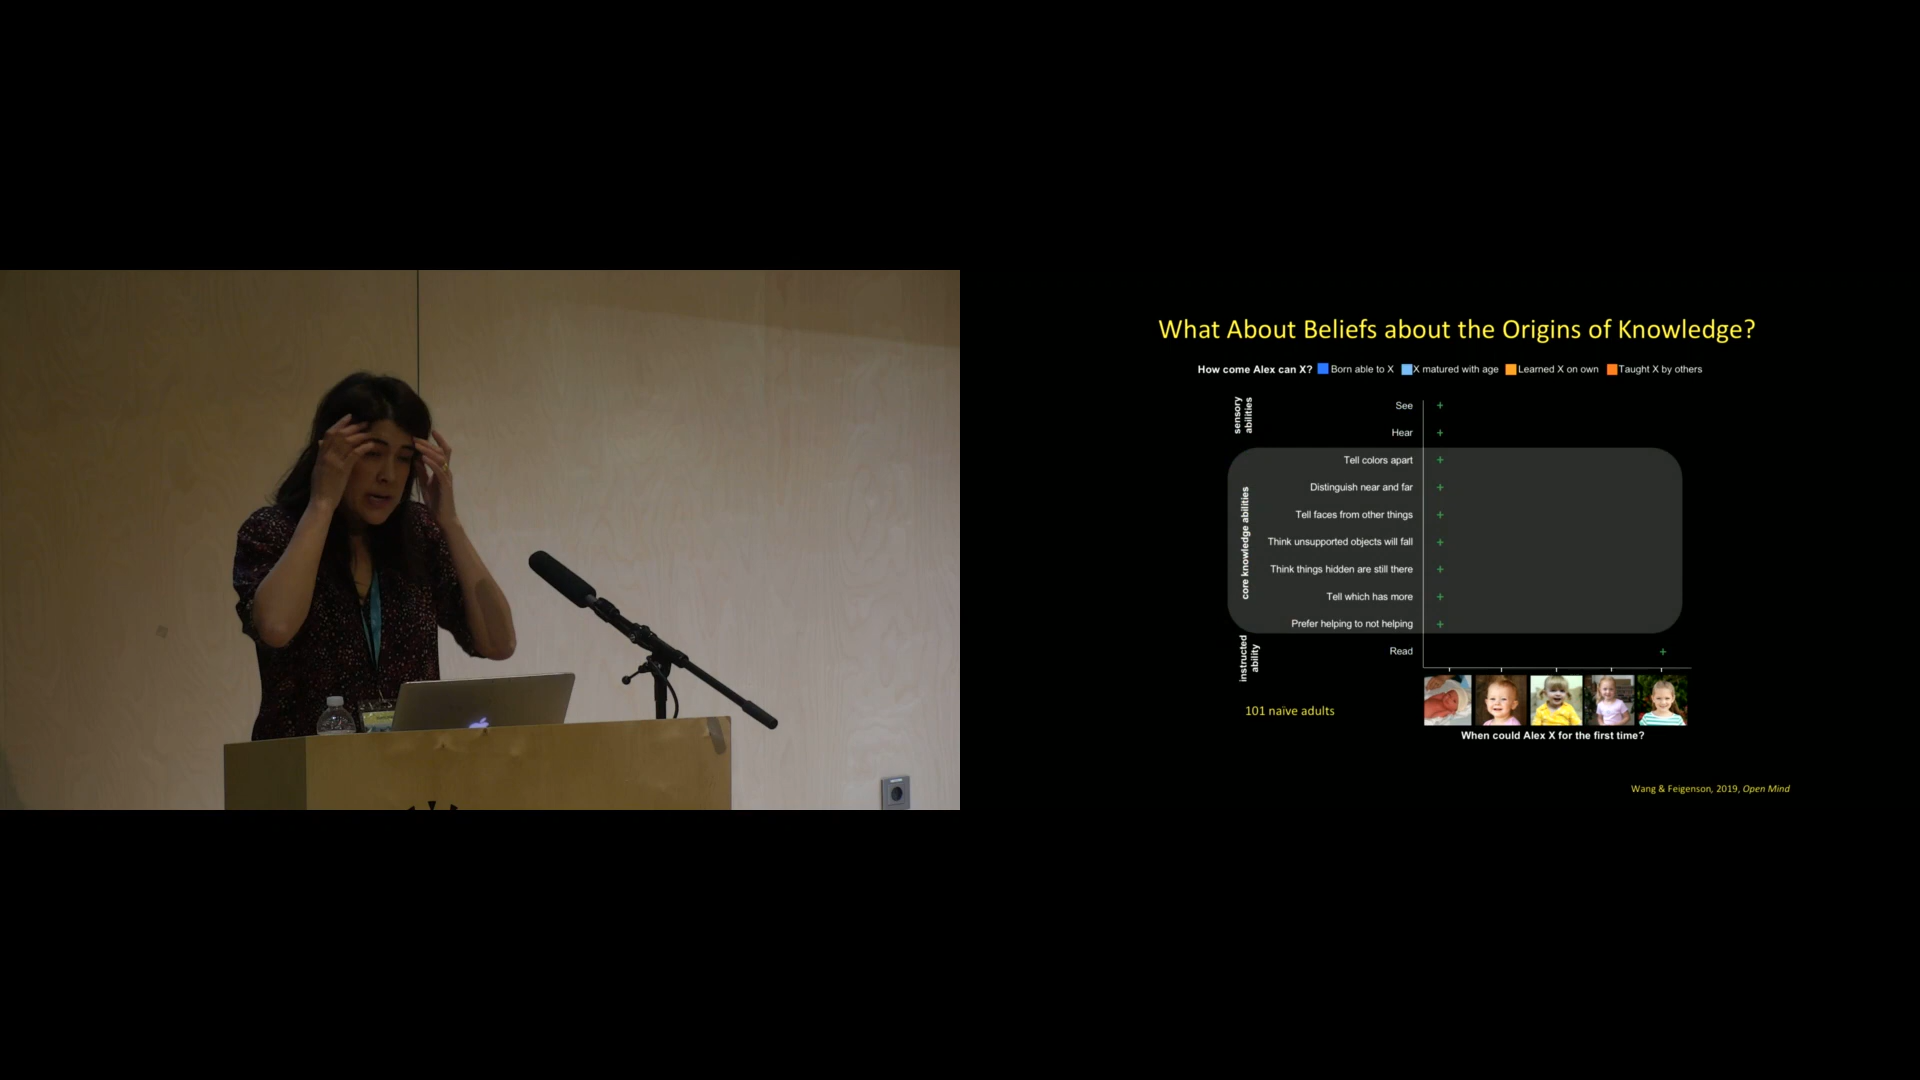 What About Beliefs about the Origins of Knowledge?
How come Alex can X? Born able to X X matured with age Learned X on own Taught X by others
sensory
abilities
See
Hear
core knowledge abilities
Tell colors apart
Distinguish near and far
Tell faces from other things
Think unsupported objects will fall
Think things hidden are still there
Tell which has more
Prefer helping to not helping
instructed
ability
Read
101 naïve adults
When could Alex X for the first time?
Wang & Feigenson, 2019, Open Mind